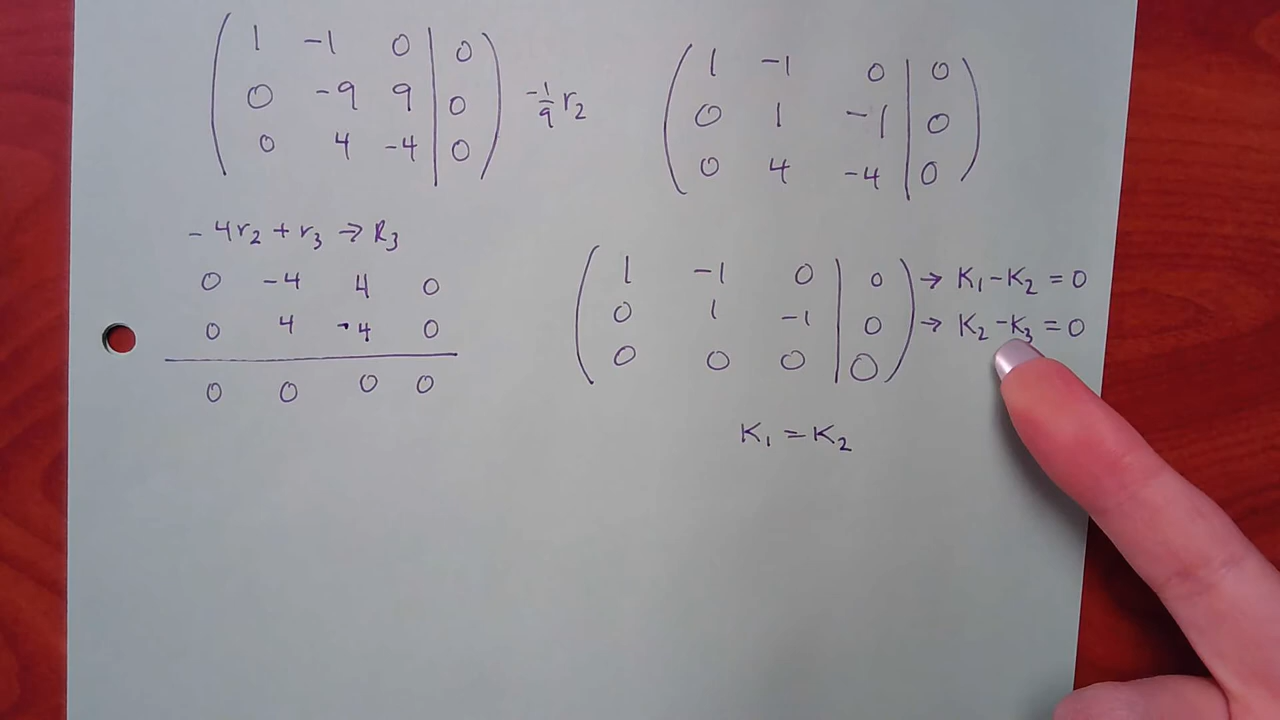 1 -1 0 | 0
0 -9 9 | 0
0 4 -4 | 0
-1/9 r₂
1 -1 0 | 0
0 1 -1 | 0
0 4 -4 | 0
-4r₂ + r₃ → R₃
0 -4 4 0
0 4 -4 0
0 0 0 0
1 -1 0 | 0 → K₁ - K₂ = 0
0 1 -1 | 0 → K₂ - K₃ = 0
0 0 0 | 0
K₁ = K₂